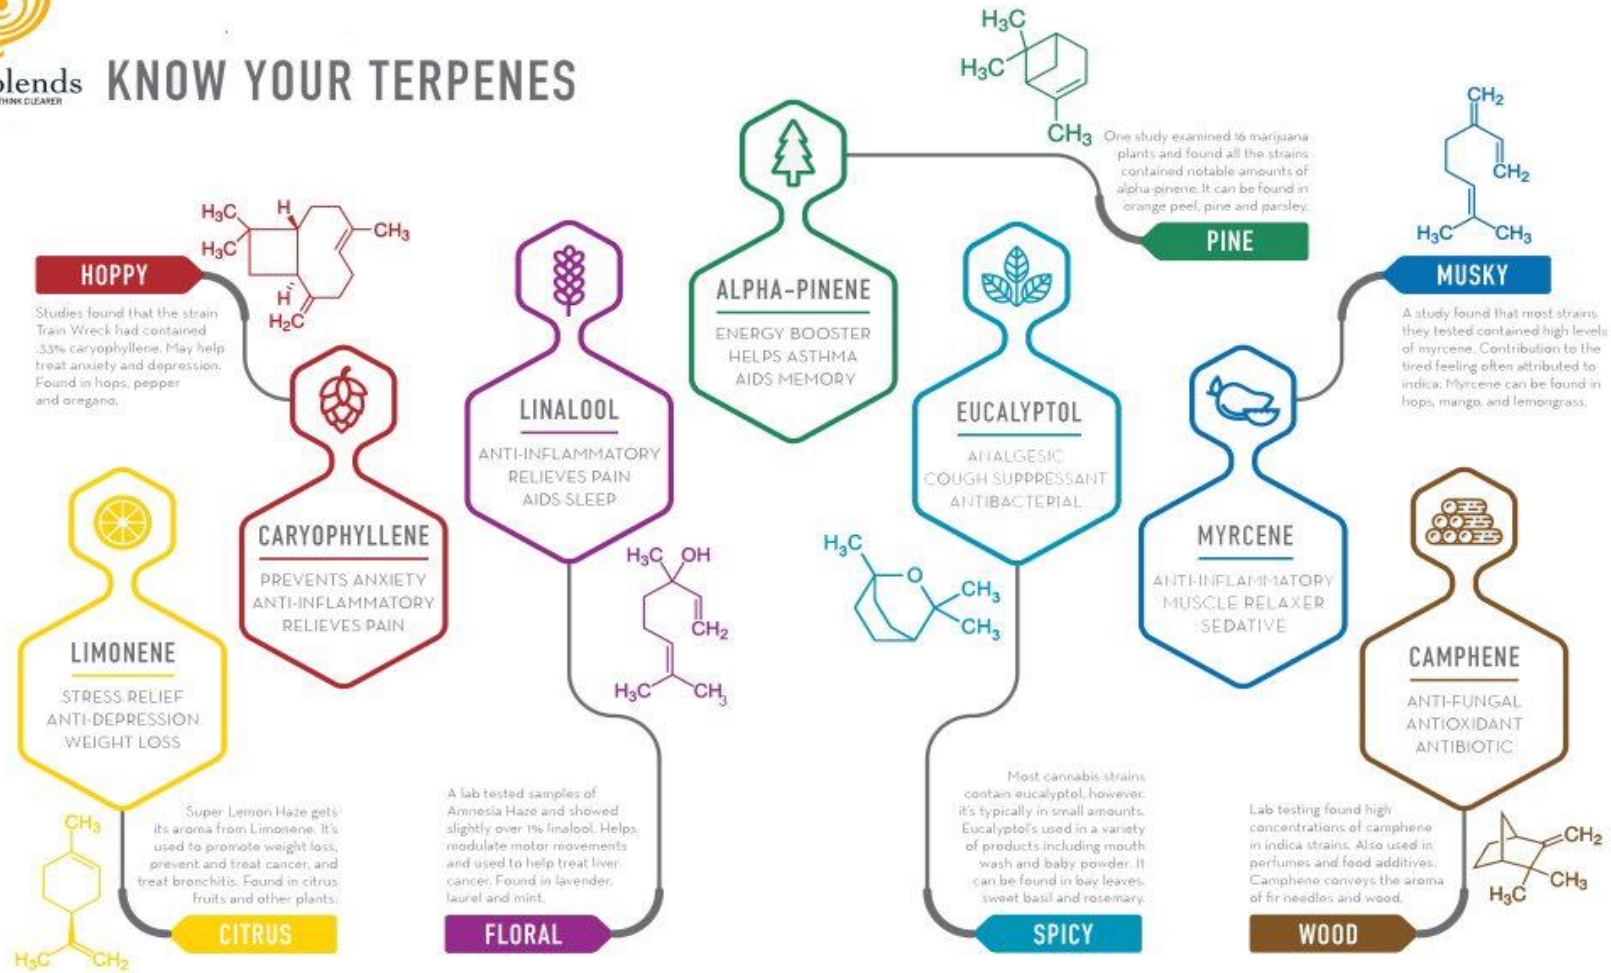 blends
THINK CLEARER
KNOW YOUR TERPENES
HOPPY
Studies found that the strain
Train Wreck had contained
.33% caryophyllene. May help
treat anxiety and depression.
Found in hops, pepper
and oregano.
H₃C
H₃C
H
CH₃
H
H₂C
CARYOPHYLLENE
PREVENTS ANXIETY
ANTI-INFLAMMATORY
RELIEVES PAIN
LIMONENE
STRESS RELIEF
ANTI-DEPRESSION
WEIGHT LOSS
CH₃
H₃C
CH₂
Super Lemon Haze gets
its aroma from Limonene. It's
used to promote weight loss,
prevent and treat cancer, and
treat bronchitis. Found in citrus
fruits and other plants.
CITRUS
LINALOOL
ANTI-INFLAMMATORY
RELIEVES PAIN
AIDS SLEEP
H₃C
OH
CH₂
H₃C
CH₃
A lab tested samples of
Amnesia Haze and showed
slightly over 1% linalool. Helps
modulate motor movements
and used to help treat liver
cancer. Found in lavender,
laurel and mint.
FLORAL
H₃C
H₃C
CH₃
ALPHA-PINENE
ENERGY BOOSTER
HELPS ASTHMA
AIDS MEMORY
One study examined 16 marijuana
plants and found all the strains
contained notable amounts of
alpha-pinene. It can be found in
orange peel, pine and parsley.
PINE
EUCALYPTOL
ANALGESIC
COUGH SUPPPESSANT
ANTIBACTERIAL
H₃C
O
CH₃
CH₃
Most cannabis strains
contain eucalyptol, however,
it's typically in small amounts.
Eucalyptol's used in a variety
of products including mouth
wash and baby powder. It
can be found in bay leaves,
sweet basil and rosemary.
SPICY
CH₂
CH₂
H₃C
CH₃
MUSKY
A study found that most strains
they tested contained high levels
of myrcene. Contribution to the
tired feeling often attributed to
indica. Myrcene can be found in
hops, mango, and lemongrass.
MYRCENE
ANTI-INFLAMMATORY
MUSCLE RELAXER
SEDATIVE
CAMPHENE
ANTI-FUNGAL
ANTIOXIDANT
ANTIBIOTIC
Lab testing found high
concentrations of camphene
in indica strains. Also used in
perfumes and food additives.
Camphene conveys the aroma
of fir needles and wood.
WOOD
CH₂
CH₃
H₃C